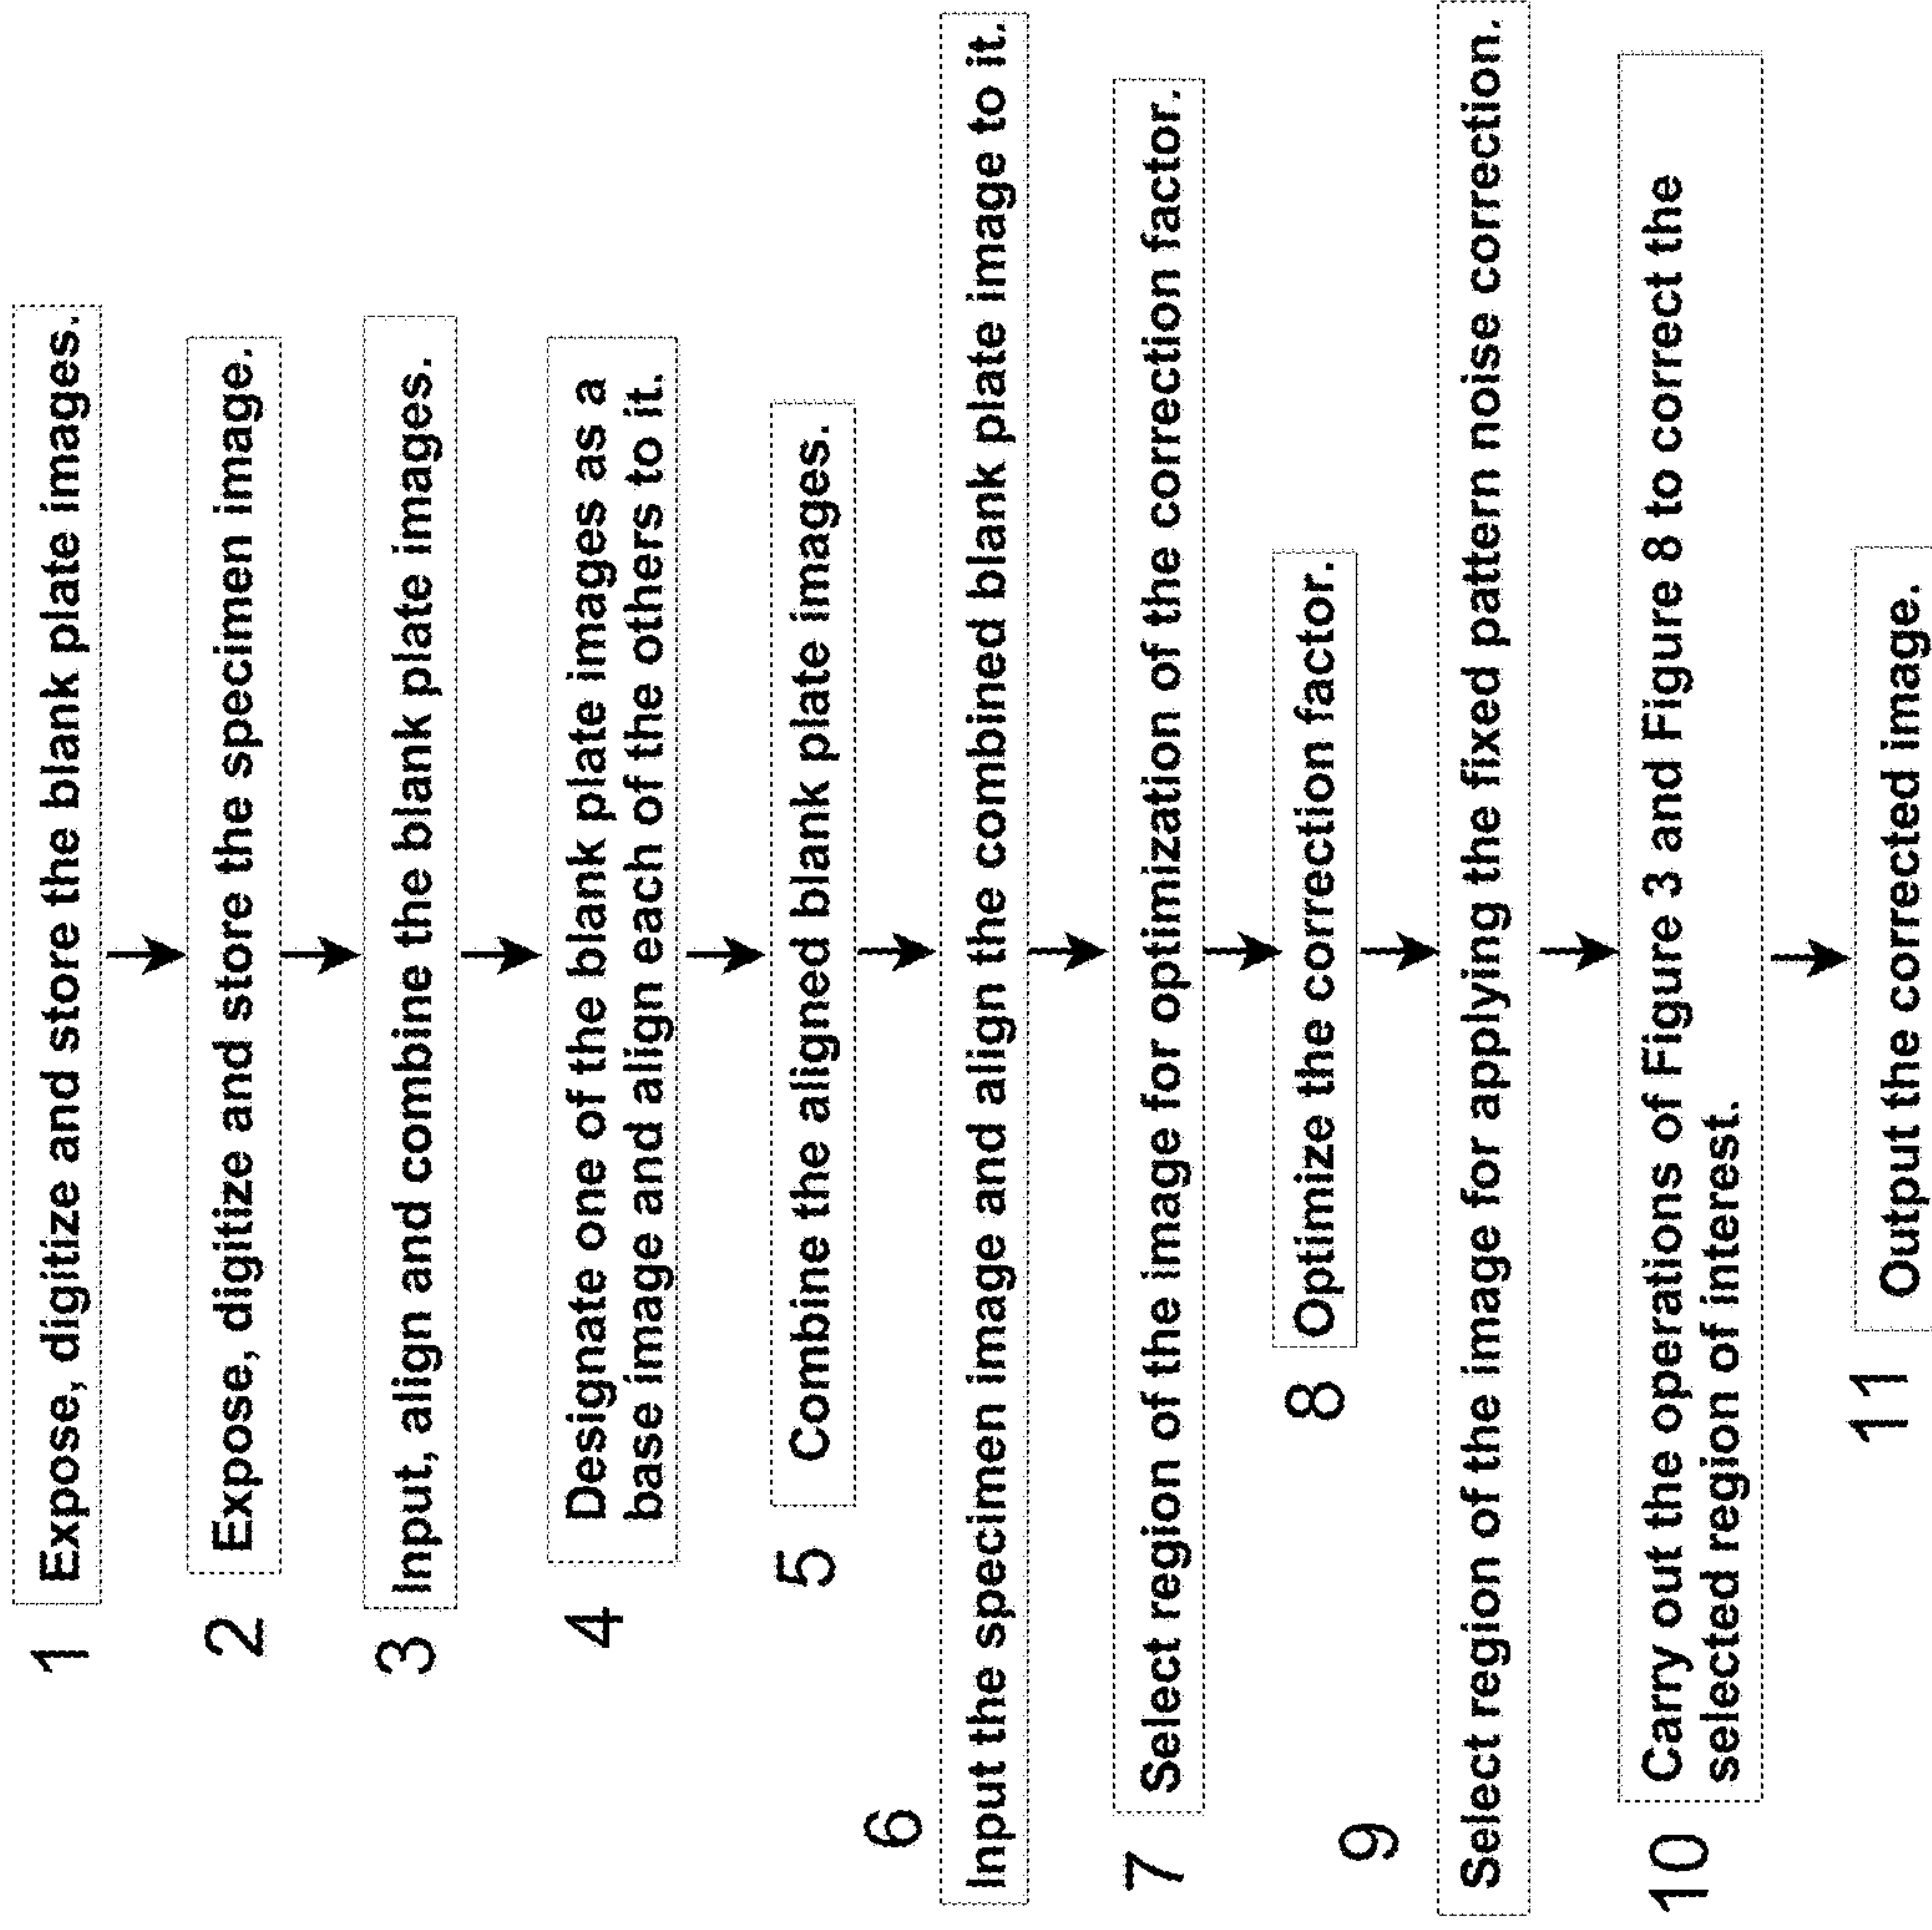 1 Expose, digitize and store the blank plate images.
2 Expose, digitize and store the specimen image.
3 Input, align and combine the blank plate images.
4 Designate one of the blank plate images as a
base image and align each of the others to it.
5 Combine the aligned blank plate images.
6
Input the specimen image and align the combined blank plate image to it.
7 Select region of the image for optimization of the correction factor.
8 Optimize the correction factor.
9
Select region of the image for applying the fixed pattern noise correction.
10 Carry out the operations of Figure 3 and Figure 8 to correct the
selected region of interest.
11 Output the corrected image.